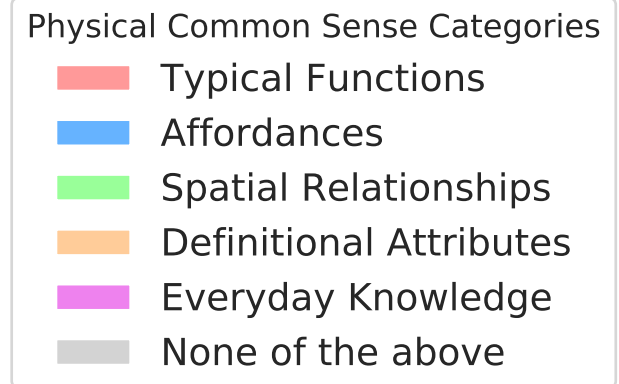 Physical Common Sense Categories
Typical Functions
Affordances
Spatial Relationships
Definitional Attributes
Everyday Knowledge
None of the above